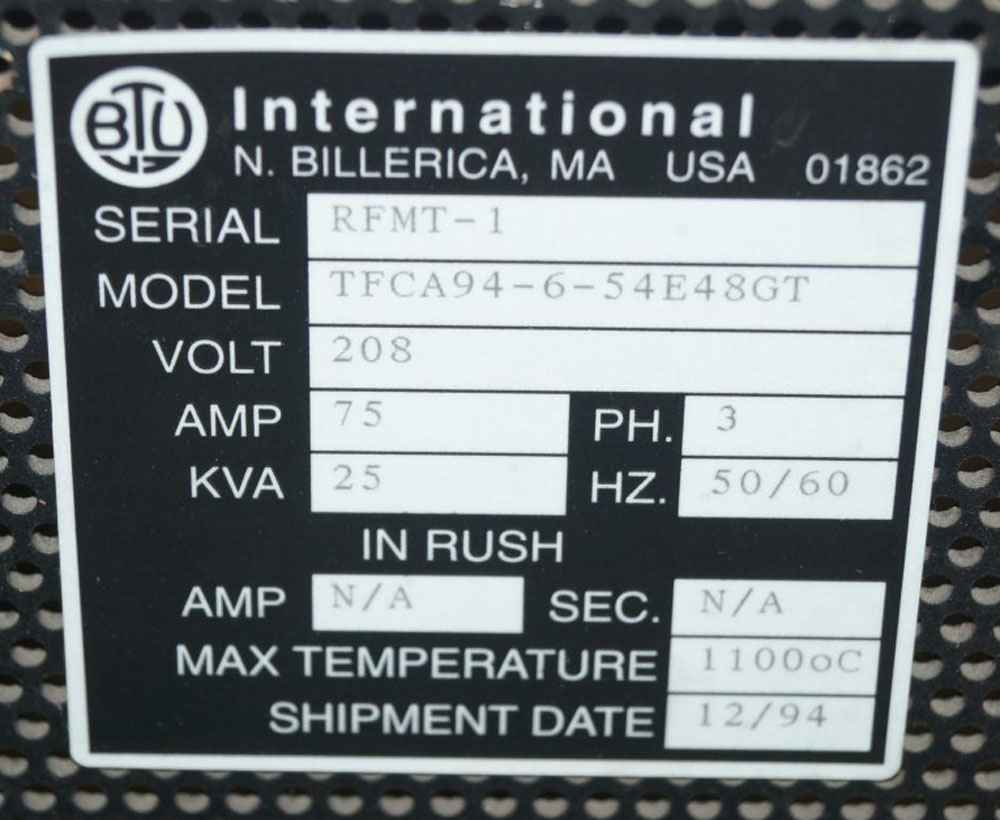 BTU International
N. BILLERICA, MA USA 01862
SERIAL RFMT-1
MODEL TFCA94-6-54E48GT
VOLT 208
AMP 75 PH. 3
KVA 25 HZ. 50/60
IN RUSH
AMP N/A SEC. N/A
MAX TEMPERATURE 1100oC
SHIPMENT DATE 12/94